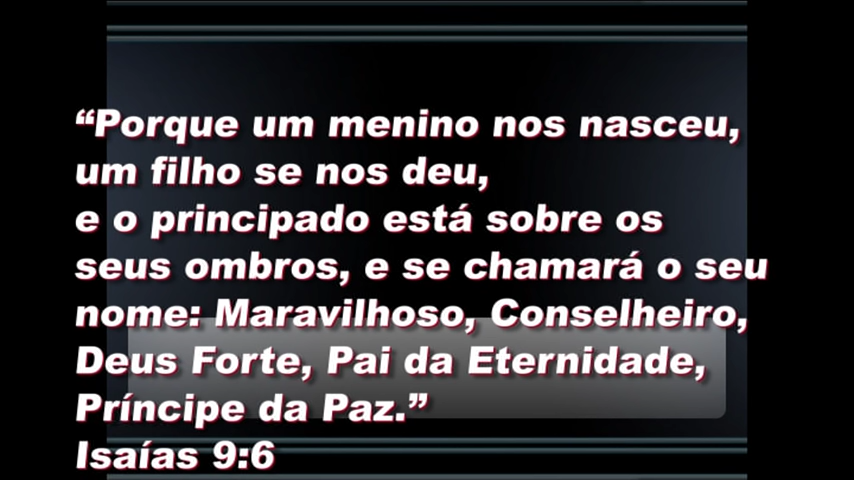 “Porque um menino nos nasceu,
um filho se nos deu,
e o principado está sobre os
seus ombros, e se chamará o seu
nome: Maravilhoso, Conselheiro,
Deus Forte, Pai da Eternidade,
Príncipe da Paz.”
Isaías 9:6